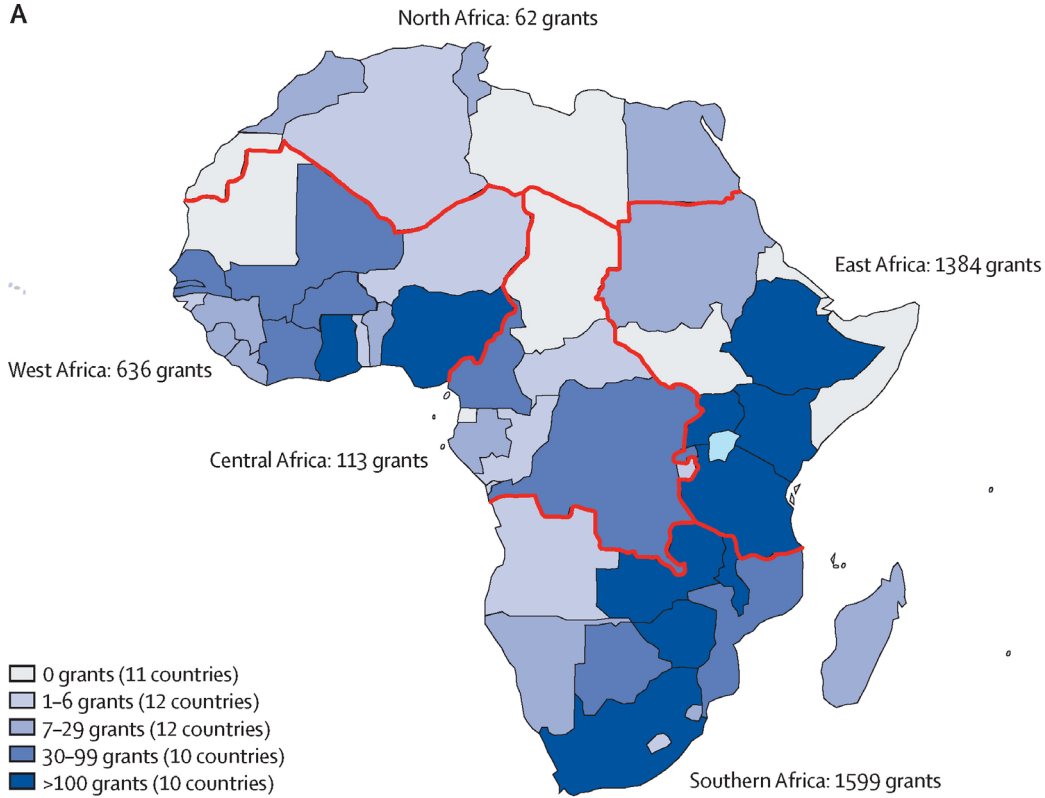 A
North Africa: 62 grants
East Africa: 1384 grants
West Africa: 636 grants
Central Africa: 113 grants
0 grants (11 countries)
1–6 grants (12 countries)
7–29 grants (12 countries)
30–99 grants (10 countries)
>100 grants (10 countries)
Southern Africa: 1599 grants